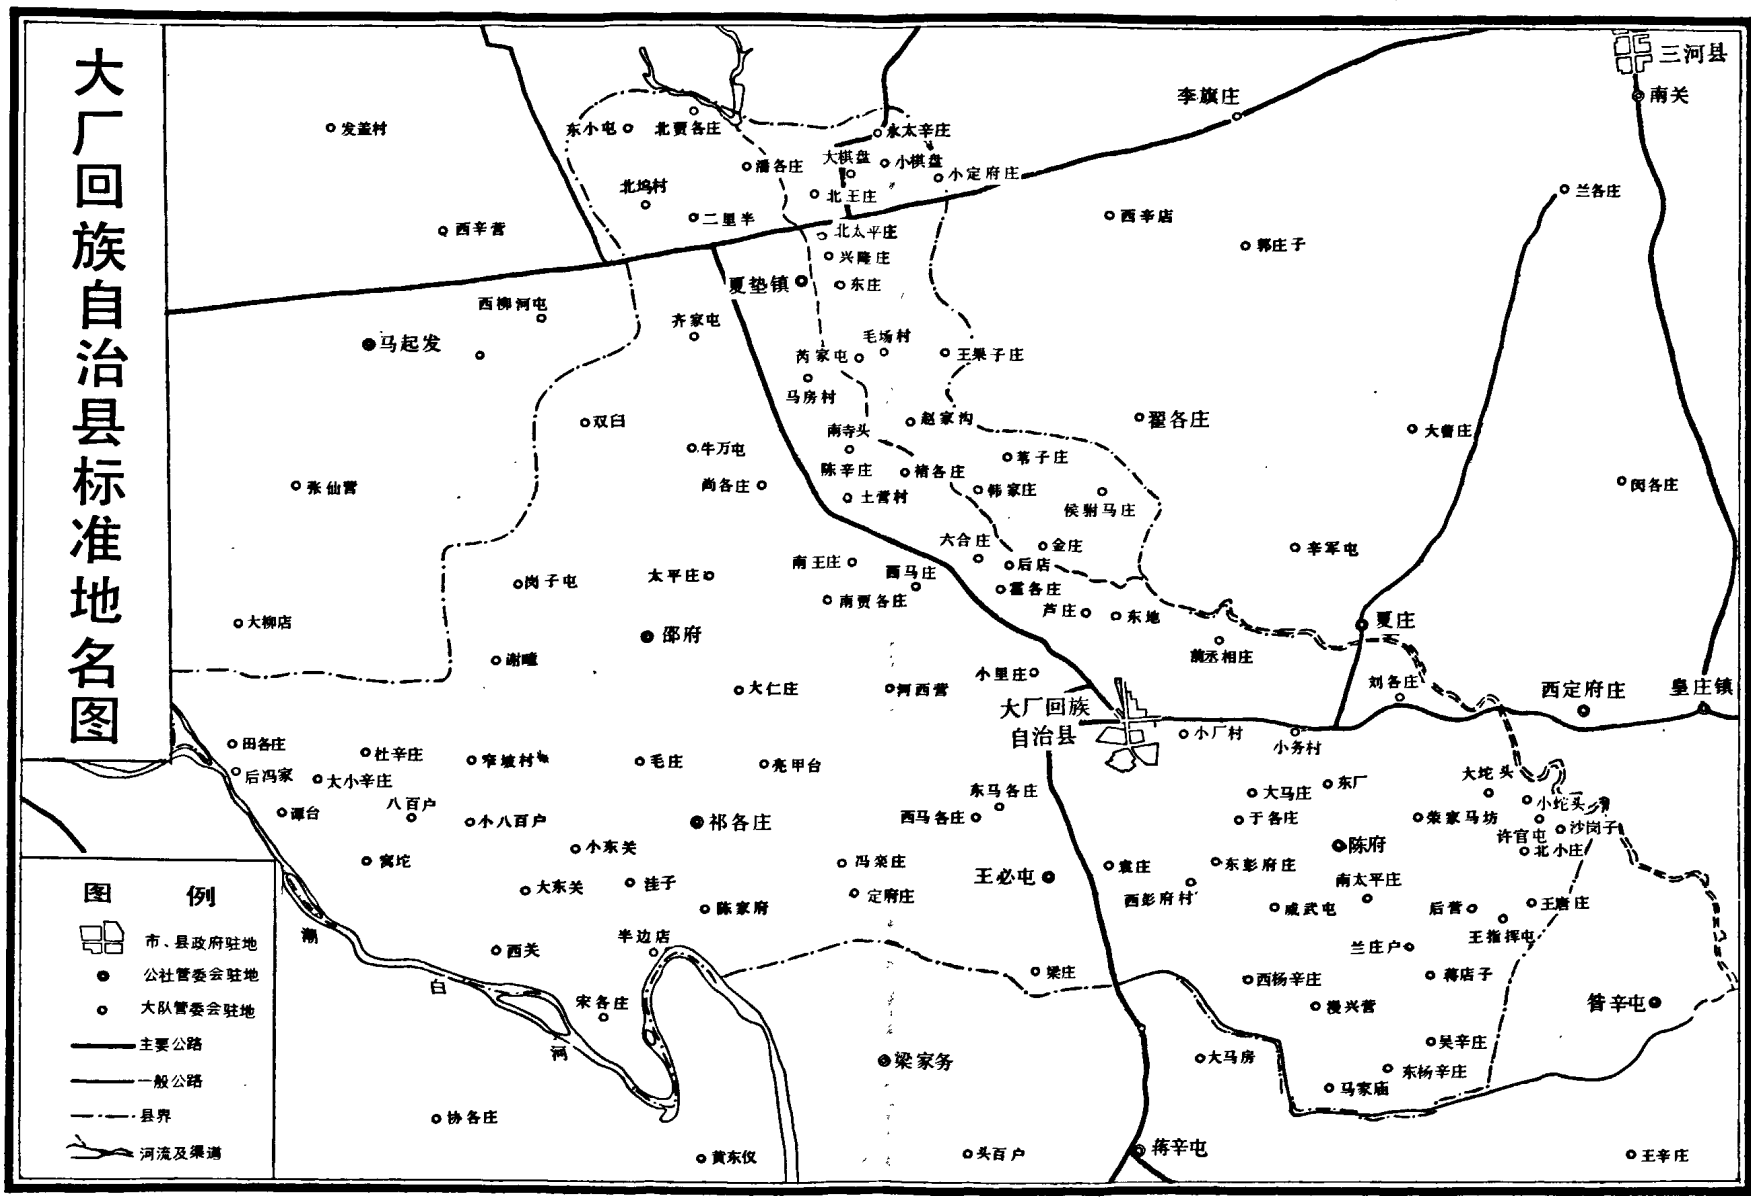 大厂回族自治县标准地名图
三河县
南关
李旗庄
发盖村
东小屯
北贾各庄
永太辛庄
大棋盘
小棋盘
潘各庄
小定府庄
北坞村
北王庄
兰各庄
二里半
西辛店
西辛营
北太平庄
郭庄子
兴隆庄
夏垫镇
东庄
西柳河屯
齐家屯
毛场村
马起发
芮家屯
王果子庄
马房村
双臼
赵家沟
翟各庄
南寺头
大曹庄
牛万屯
苇子庄
陈辛庄
褚各庄
张仙营
尚各庄
韩家庄
闵各庄
土营村
侯驸马庄
六合庄
金庄
辛军屯
南王庄
后店
西马庄
岗子屯
太平庄
霍各庄
南贾各庄
芦庄
东地
大柳店
夏庄
邵府
谢疃
前丞相庄
小里庄
刘各庄
大仁庄
河西营
西定府庄
皇庄镇
大厂回族
自治县
小厂村
小务村
田各庄
杜辛庄
窄坡村
毛庄
亮甲台
后冯家
太小辛庄
大坨头
东厂
东马各庄
大马庄
八百户
小坨头
谭台
小八百户
祁各庄
西马各庄
于各庄
荣家马坊
沙岗子
许官屯
小东关
陈府
北小庄
窝坨
冯栾庄
王必屯
袁庄
东彭府庄
大东关
洼子
定府庄
西彭府村
南太平庄
陈家府
威武屯
后营
王唐庄
半边店
王指挥屯
西关
兰庄户
梁庄
西杨辛庄
蒋店子
宋各庄
漫兴营
昝辛屯
潮
白
河
吴辛庄
梁家务
大马房
东杨辛庄
马家庙
协各庄
黄东仪
头百户
蒋辛屯
王辛庄
图 例
市、县政府驻地
公社管委会驻地
大队管委会驻地
主要公路
一般公路
县界
河流及渠道